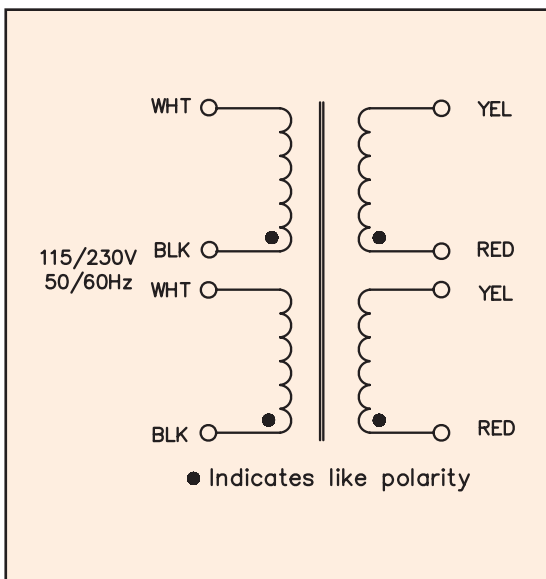 WHT
YEL
BLK
RED
115/230V
50/60Hz
WHT
YEL
BLK
RED
Indicates like polarity